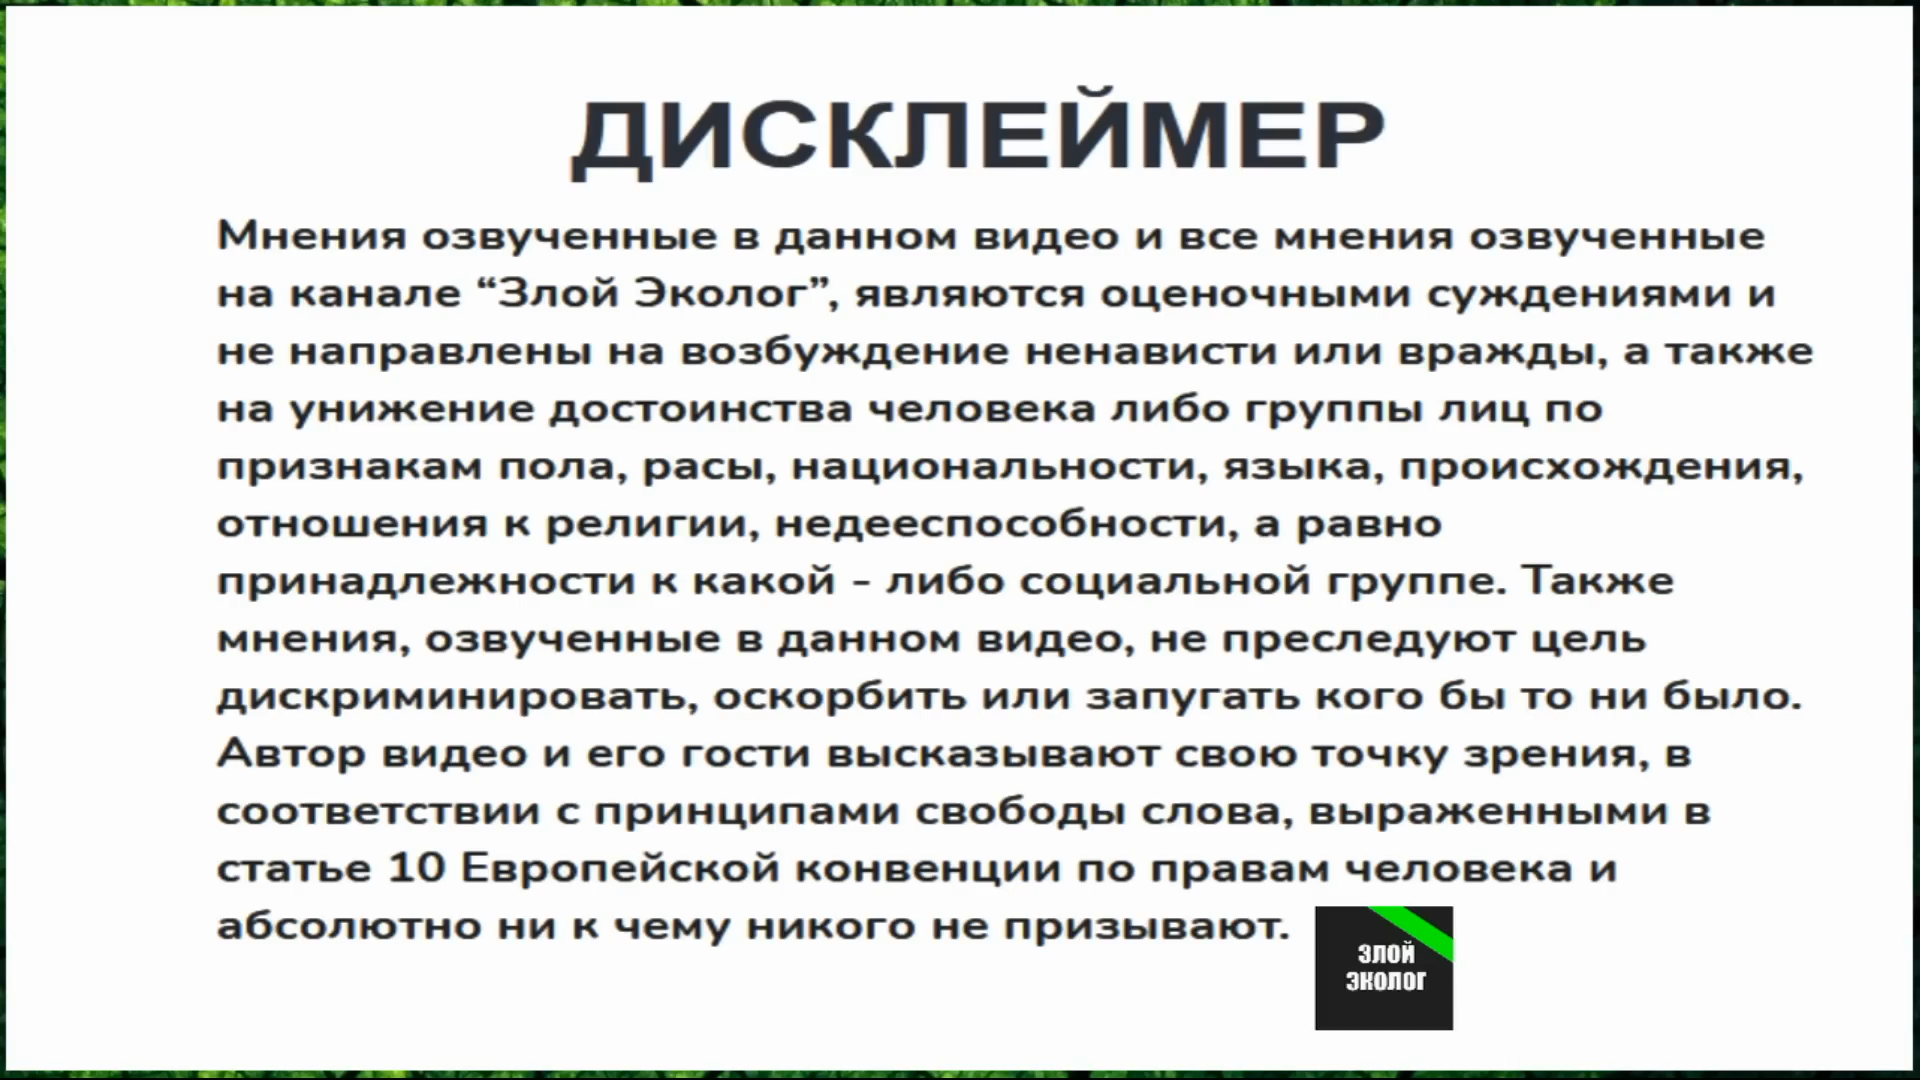 ДИСКЛЕЙМЕР
Мнения озвученные в данном видео и все мнения озвученные
на канале “Злой Эколог”, являются оценочными суждениями и
не направлены на возбуждение ненависти или вражды, а также
на унижение достоинства человека либо группы лиц по
признакам пола, расы, национальности, языка, происхождения,
отношения к религии, недееспособности, а равно
принадлежности к какой - либо социальной группе. Также
мнения, озвученные в данном видео, не преследуют цель
дискриминировать, оскорбить или запугать кого бы то ни было.
Автор видео и его гости высказывают свою точку зрения, в
соответствии с принципами свободы слова, выраженными в
статье 10 Европейской конвенции по правам человека и
абсолютно ни к чему никого не призывают.
ЗЛОЙ
ЭКОЛОГ